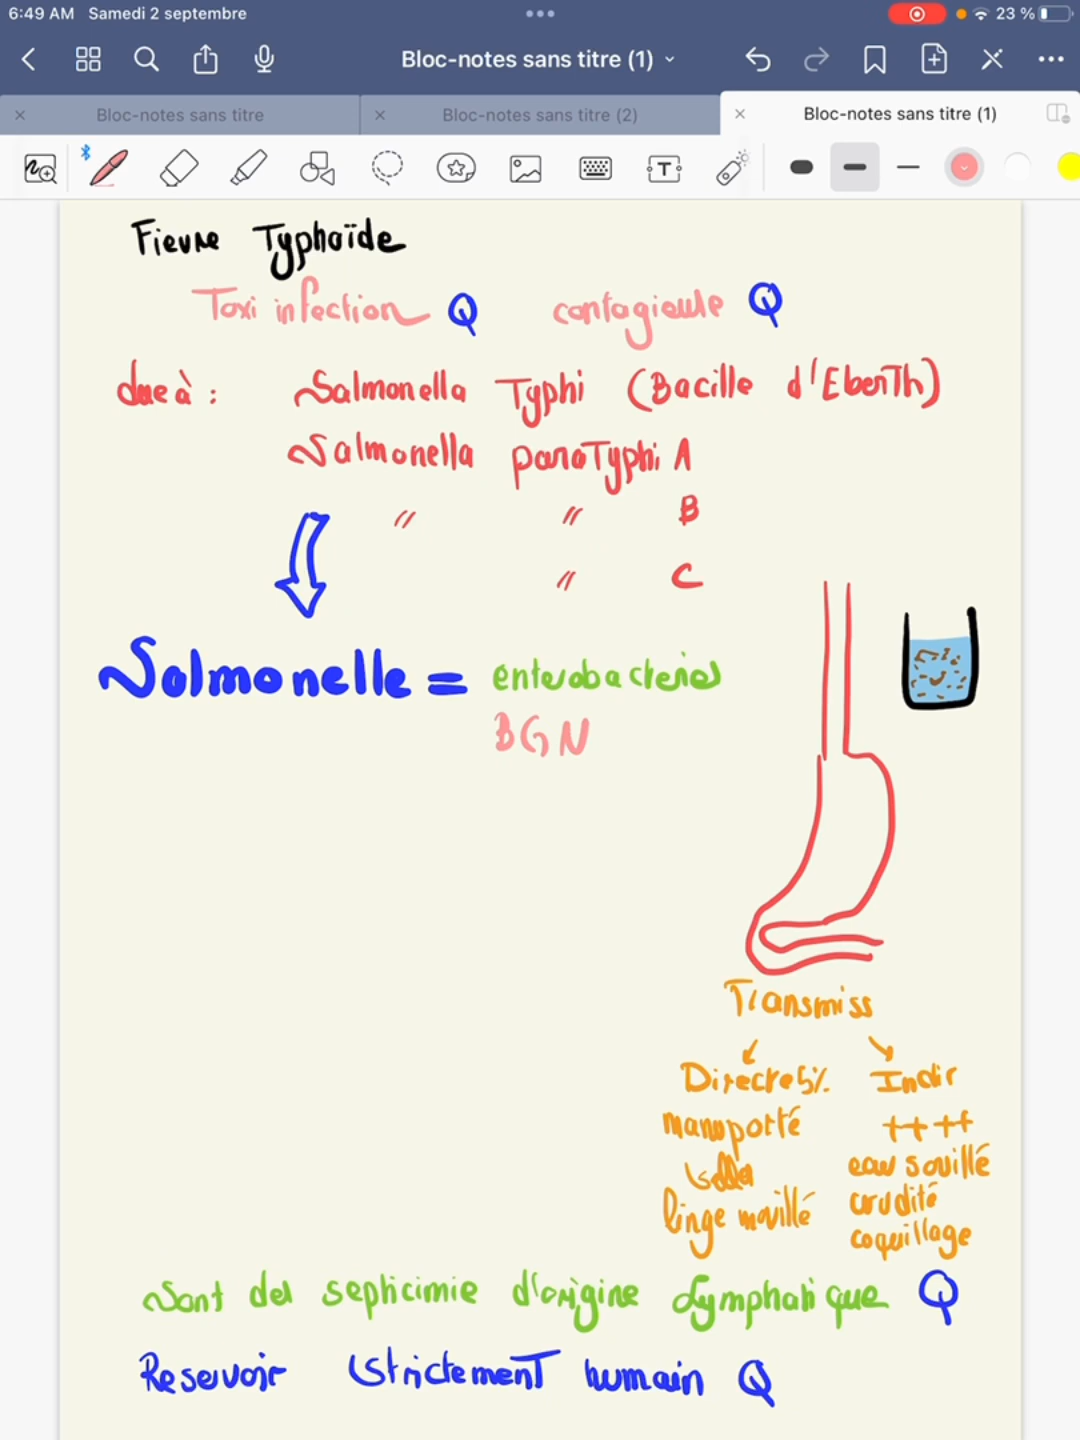 6:49 AM Samedi 2 septembre
23 %
Bloc-notes sans titre (1)
Bloc-notes sans titre
Bloc-notes sans titre (2)
Bloc-notes sans titre (1)
T
Fievre Typhoïde
Toxi infection Q contagieuse Q
due à : Salmonella Typhi (Bacille d'EberTh)
Salmonella paraTyphi A
" " B
" C
Salmonelle = enterobacteries
BGN
Transmiss
Directe 5% Indir
manuporté ++++
eau souillé
linge mouillé crudité
coquillage
Sont des septicimie d'origine Lymphatique Q
Reservoir strictement humain Q